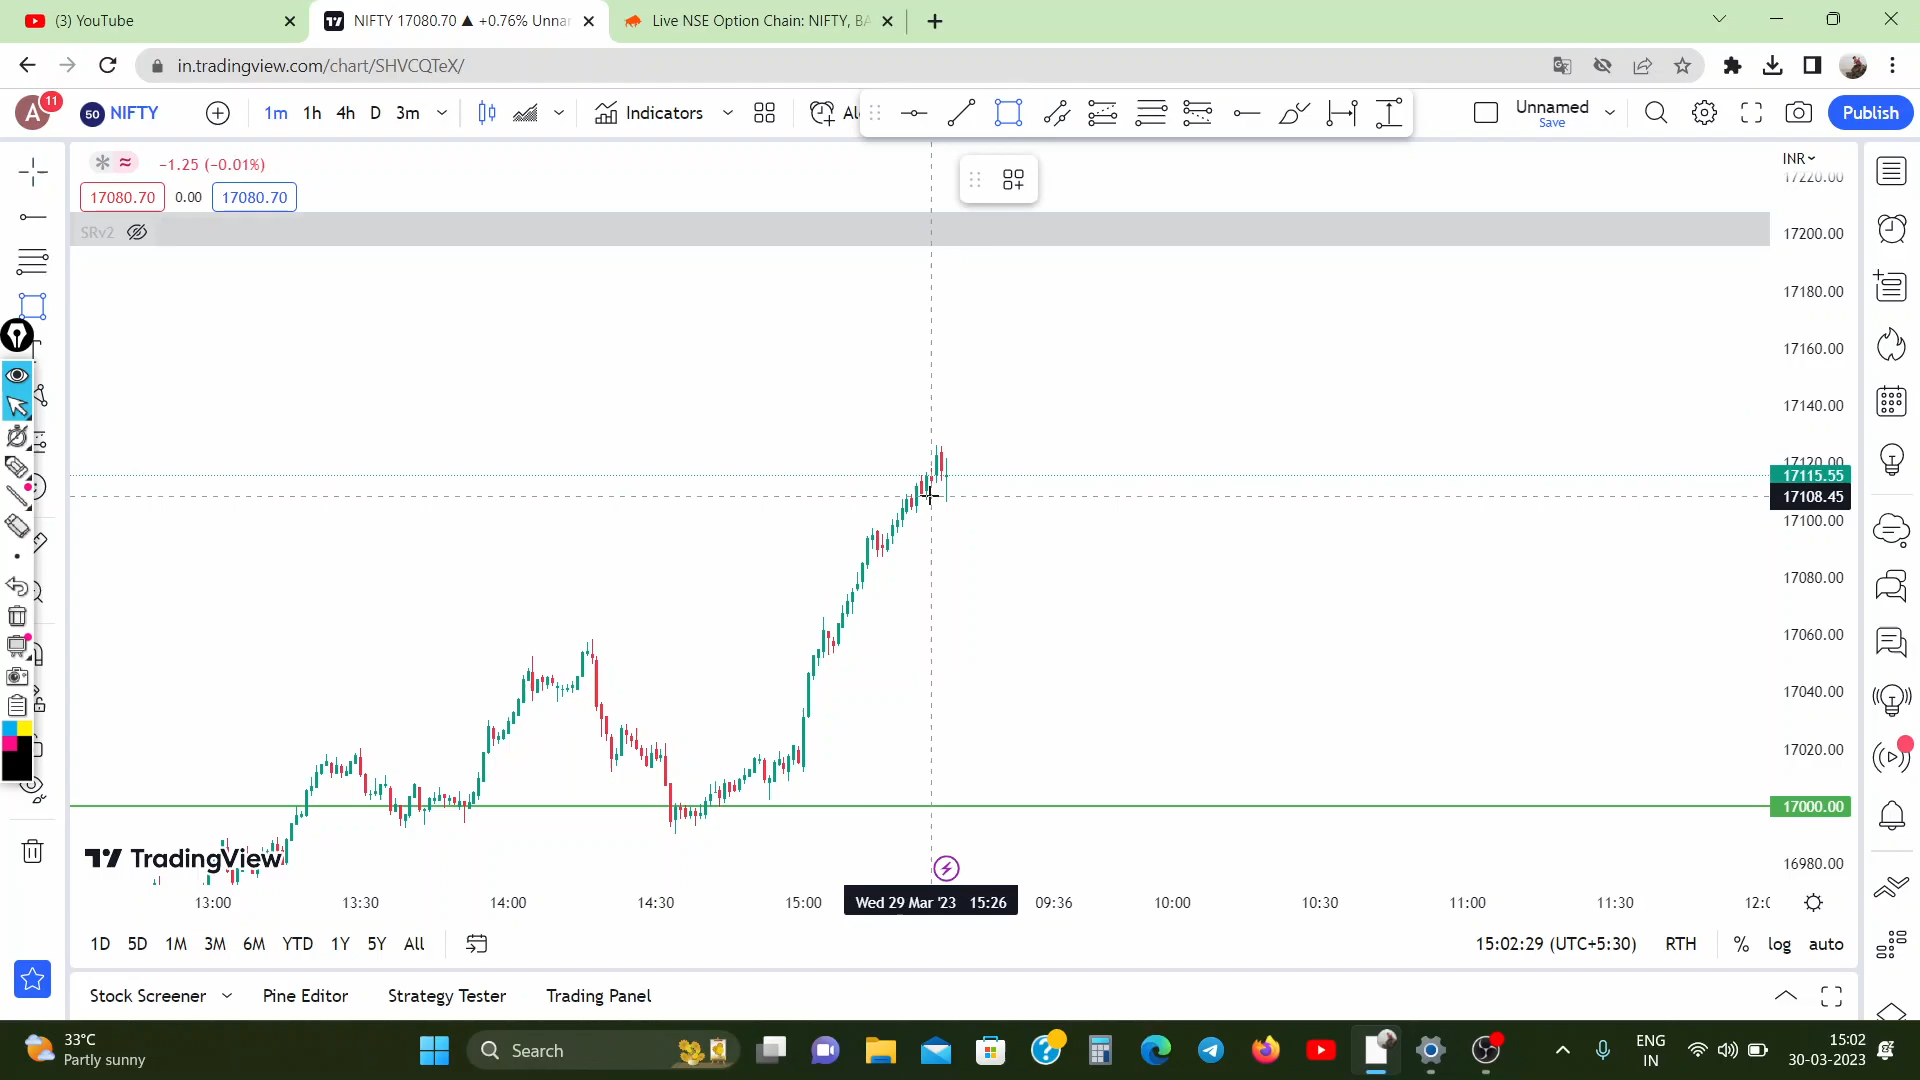 (3) YouTube
NIFTY 17080.70 ▲ +0.76% Unnar
Live NSE Option Chain: NIFTY, BA
in.tradingview.com/chart/SHVCQTeX/
A 11
50 NIFTY
1m 1h 4h D 3m
Indicators
Al
Unnamed
Save
Publish
−1.25 (−0.01%)
INR
17080.70 0.00 17080.70
SRv2
17220.00
17200.00
17180.00
17160.00
17140.00
17120.00
17115.55
17108.45
17100.00
17080.00
17060.00
17040.00
17020.00
17000.00
16980.00
TradingView
13:00 13:30 14:00 14:30 15:00 Wed 29 Mar '23 15:26 09:36 10:00 10:30 11:00 11:30
1D 5D 1M 3M 6M YTD 1Y 5Y All
15:02:29 (UTC+5:30) RTH % log auto
Stock Screener Pine Editor Strategy Tester Trading Panel
33°C
Partly sunny
Search
ENG
IN
15:02
30-03-2023